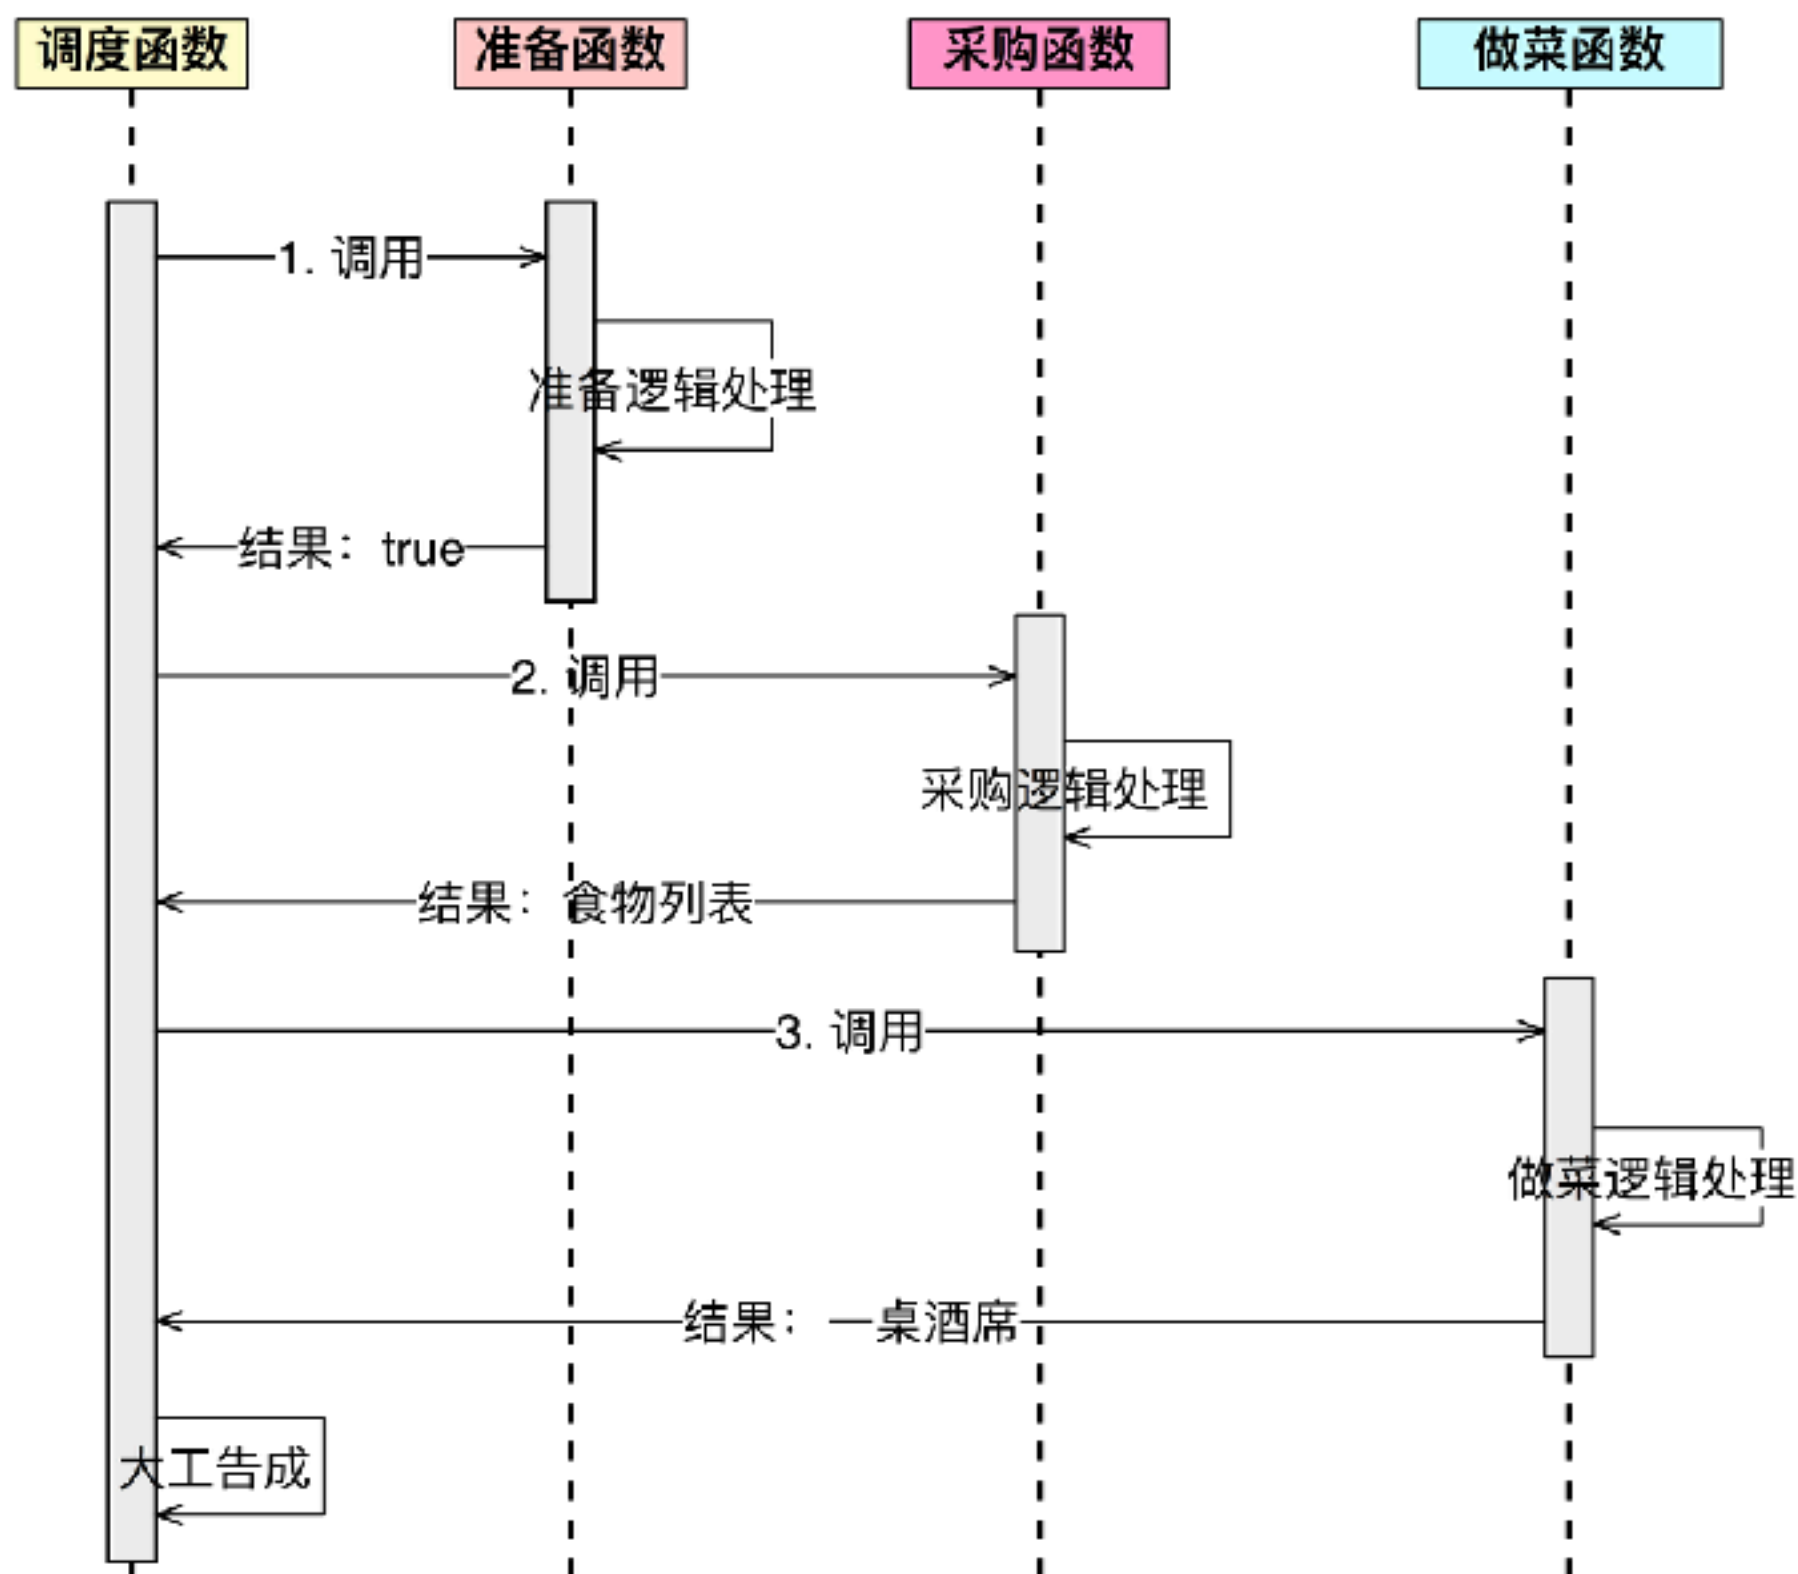 调度函数
准备函数
采购函数
做菜函数
1. 调用
准备逻辑处理
结果：true
2. 调用
采购逻辑处理
结果：食物列表
3. 调用
做菜逻辑处理
结果：一桌酒席
大工告成